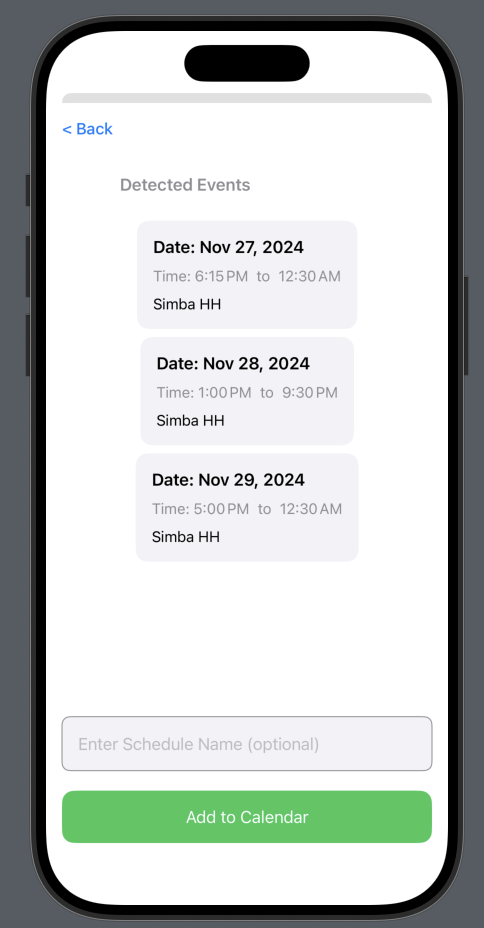 < Back
Detected Events
Date: Nov 27, 2024
Time: 6:15 PM to 12:30 AM
Simba HH
Date: Nov 28, 2024
Time: 1:00 PM to 9:30 PM
Simba HH
Date: Nov 29, 2024
Time: 5:00 PM to 12:30 AM
Simba HH
Enter Schedule Name (optional)
Add to Calendar